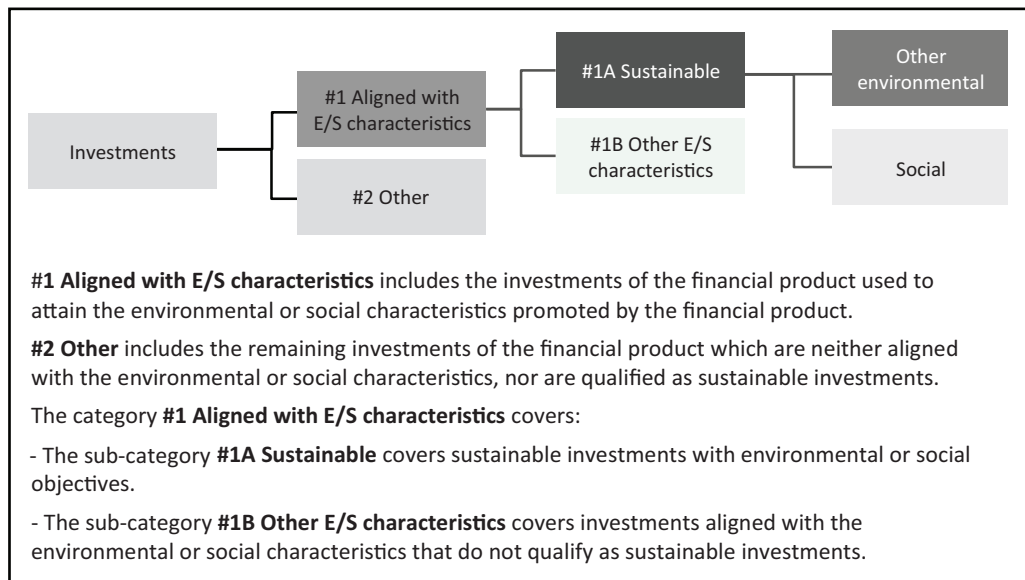 Investments
#1 Aligned with
E/S characteristics
#2 Other
#1A Sustainable
#1B Other E/S
characteristics
Other
environmental
Social
#1 Aligned with E/S characteristics includes the investments of the financial product used to
attain the environmental or social characteristics promoted by the financial product.
#2 Other includes the remaining investments of the financial product which are neither aligned
with the environmental or social characteristics, nor are qualified as sustainable investments.
The category #1 Aligned with E/S characteristics covers:
- The sub-category #1A Sustainable covers sustainable investments with environmental or social
objectives.
- The sub-category #1B Other E/S characteristics covers investments aligned with the
environmental or social characteristics that do not qualify as sustainable investments.